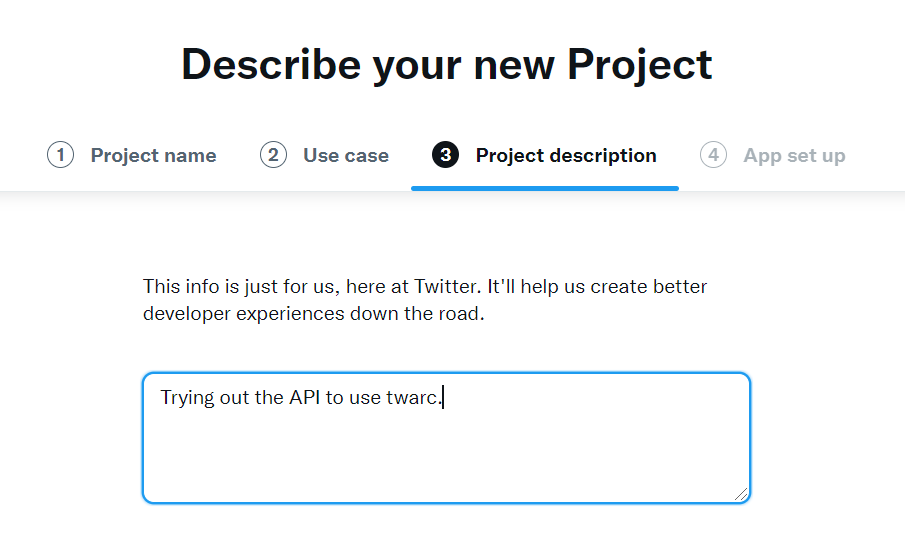 Describe your new Project
1 Project name 2 Use case 3 Project description 4 App set up
This info is just for us, here at Twitter. It'll help us create better
developer experiences down the road.
Trying out the API to use twarc.